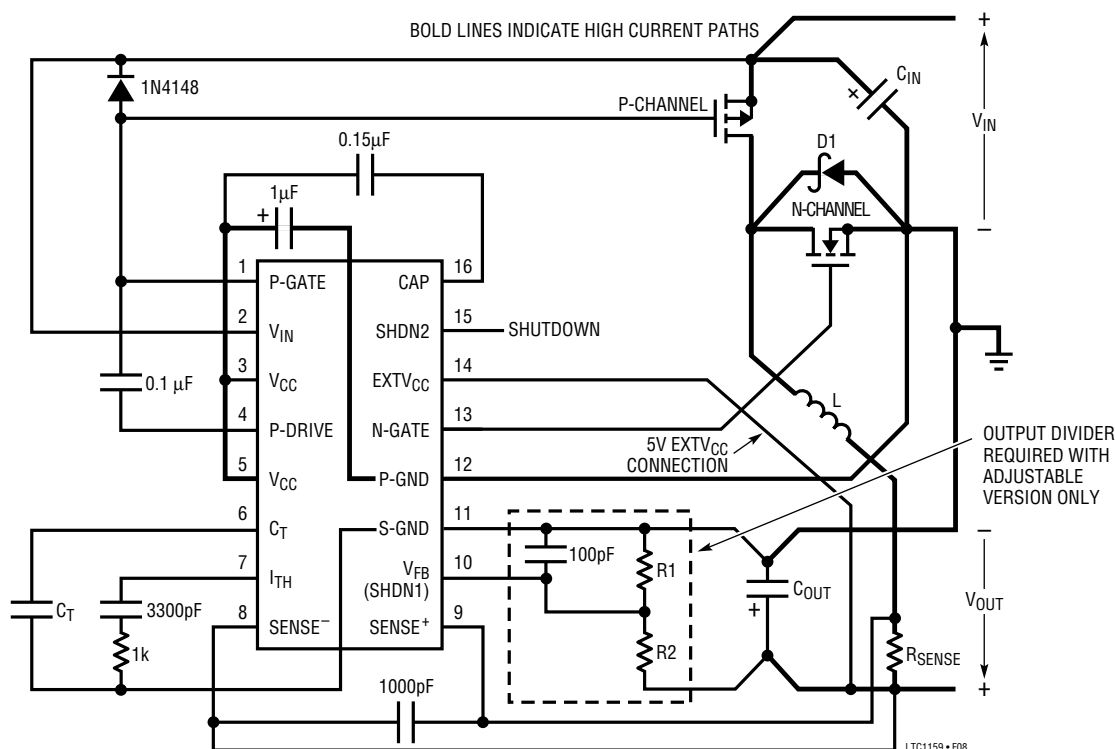 BOLD LINES INDICATE HIGH CURRENT PATHS
+
1N4148
P-CHANNEL
C_IN
+
V_IN
0.15µF
D1
1µF
+
N-CHANNEL
−
1
P-GATE
CAP
16
2
V_IN
SHDN2
15
SHUTDOWN
3
V_CC
EXTV_CC
14
0.1 µF
4
P-DRIVE
N-GATE
13
L
5V EXTV_CC
CONNECTION
OUTPUT DIVIDER
REQUIRED WITH
ADJUSTABLE
VERSION ONLY
5
V_CC
P-GND
12
6
C_T
S-GND
11
−
100pF
R1
7
I_TH
V_FB
(SHDN1)
10
C_OUT
+
V_OUT
C_T
3300pF
8
SENSE⁻
SENSE⁺
9
1k
R2
R_SENSE
+
1000pF
LTC1159 • F08